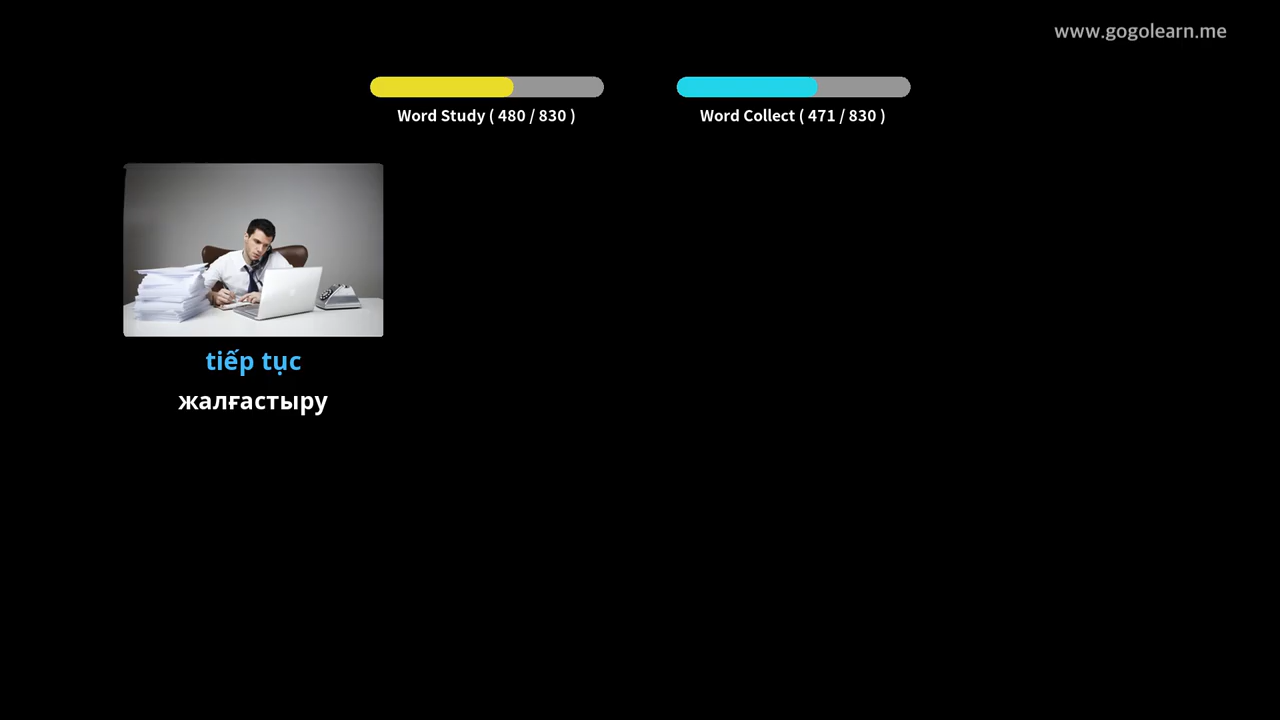 www.gogolearn.me
Word Study ( 480 / 830 )
Word Collect ( 471 / 830 )
tiếp tục
жалғастыру